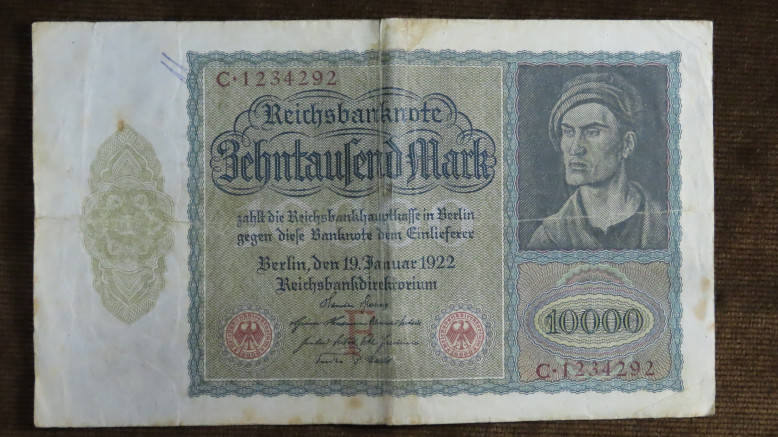 C·1234292
Reichsbanknote
Zehntausend Mark
zahlt die Reichsbankhauptkasse in Berlin
gegen diese Banknote dem Einlieferer
Berlin, den 19. Januar 1922
Reichsbankdirektorium
F
10000
C·1234292